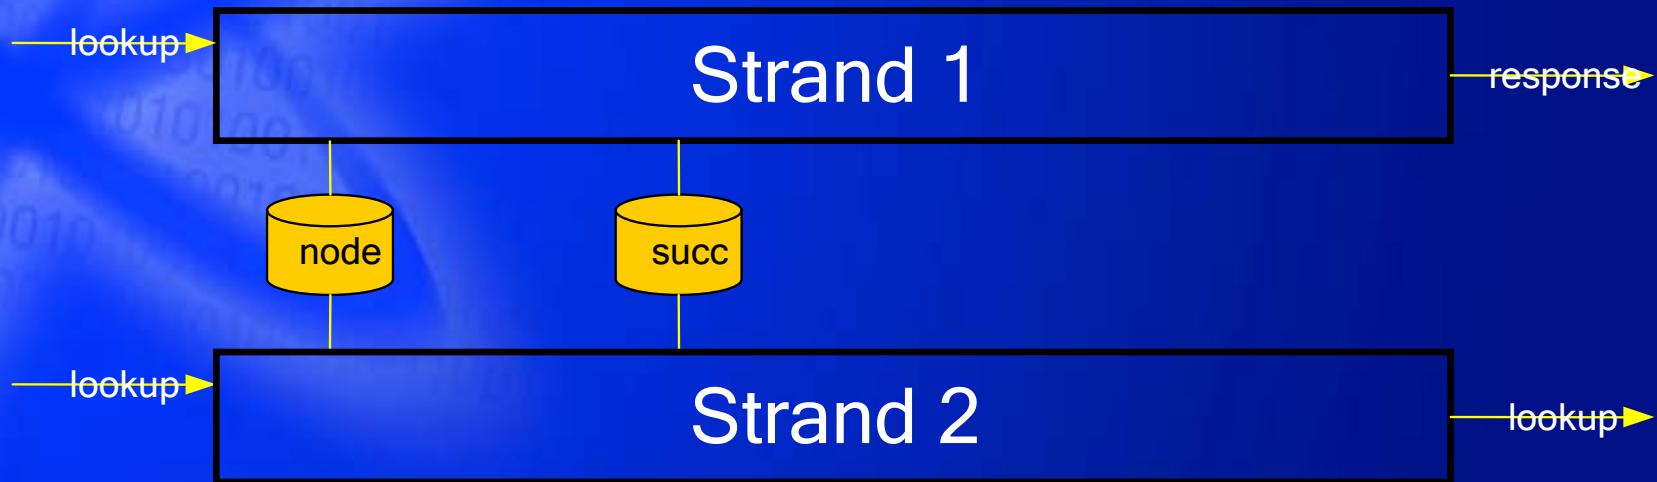 lookup
Strand 1
response
node
succ
lookup
Strand 2
lookup